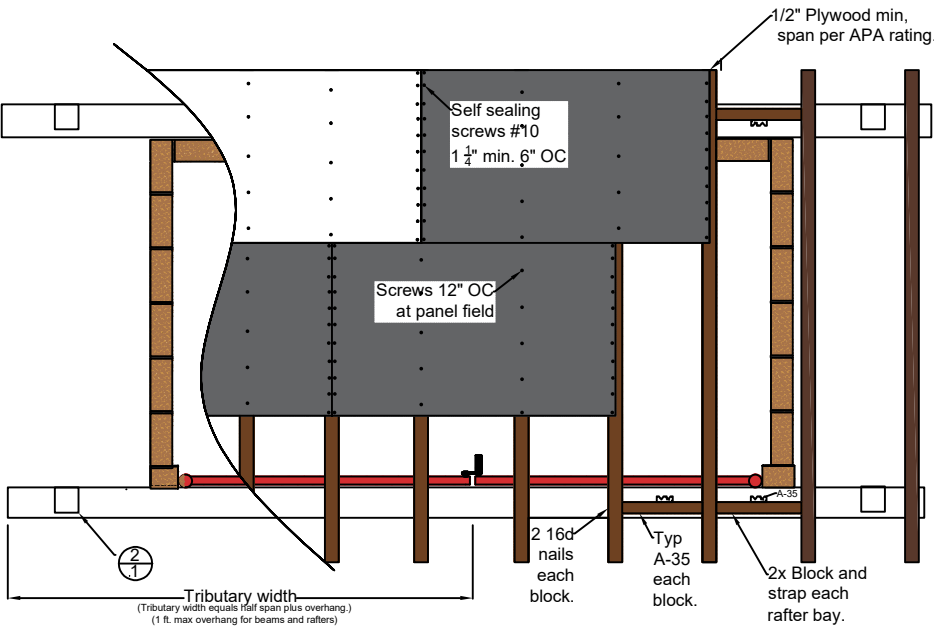 1/2" Plywood min,
span per APA rating.
Self sealing
screws #10
1 1/4" min. 6" OC
Screws 12" OC
at panel field
A-35
2 16d
nails
each
block.
Typ
A-35
each
block.
2x Block and
strap each
rafter bay.
2
1
Tributary width
(Tributary width equals half span plus overhang.)
(1 ft. max overhang for beams and rafters)